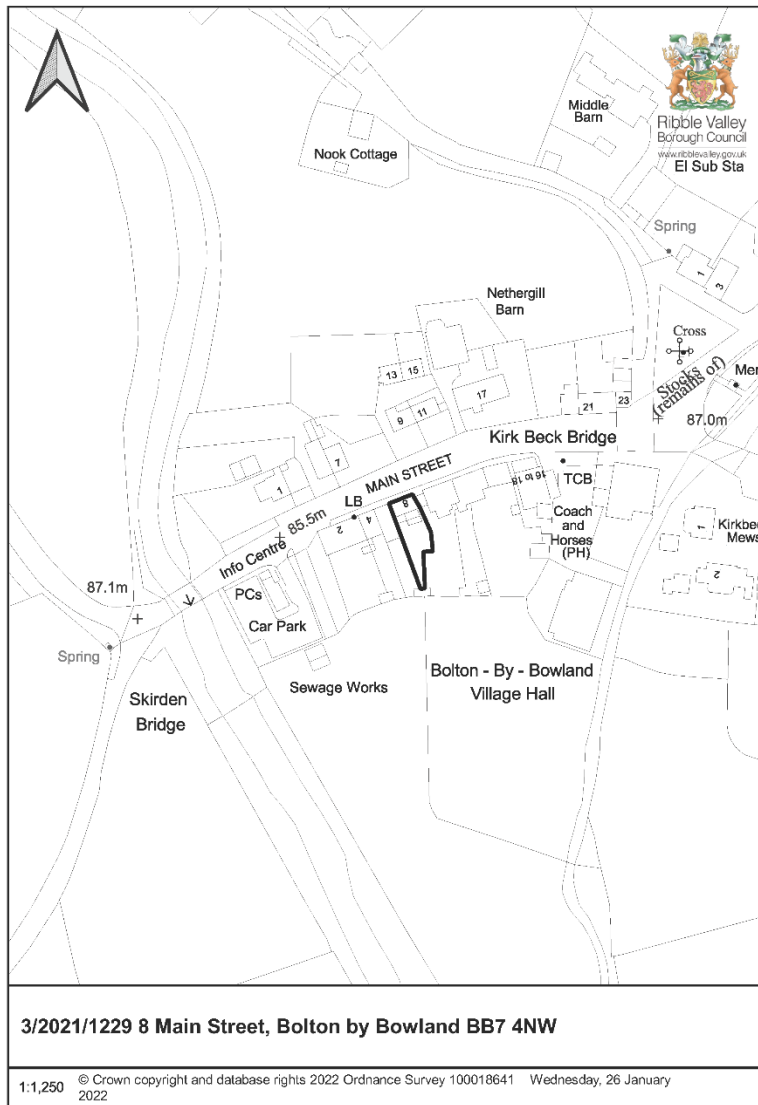 Ribble Valley
Borough Council
www.ribblevalley.gov.uk
El Sub Sta
Middle
Barn
Nook Cottage
Spring
1
3
Nethergill
Barn
Cross
Stocks
(remains of)
Mer
13
15
17
9
11
21
23
87.0m
Kirk Beck Bridge
7
MAIN STREET
1
LB
85.5m
2
4
8
16 to 18
TCB
Coach
and
Horses
(PH)
1
Kirkbe
Mews
2
Info Centre
87.1m
PCs
Car Park
Spring
Skirden
Bridge
Sewage Works
Bolton - By - Bowland
Village Hall
3/2021/1229 8 Main Street, Bolton by Bowland BB7 4NW
1:1,250
© Crown copyright and database rights 2022 Ordnance Survey 100018641 Wednesday, 26 January
2022